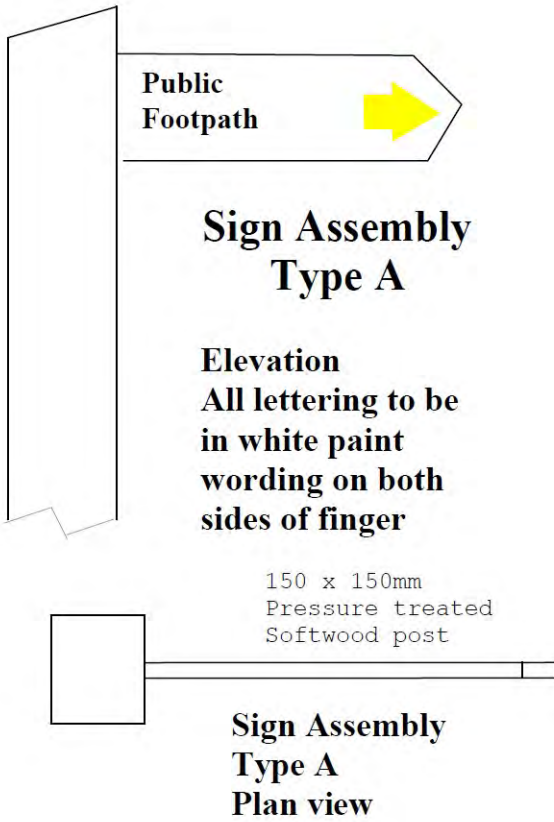 Public
Footpath
Sign Assembly
Type A
Elevation
All lettering to be
in white paint
wording on both
sides of finger
150 x 150mm
Pressure treated
Softwood post
Sign Assembly
Type A
Plan view